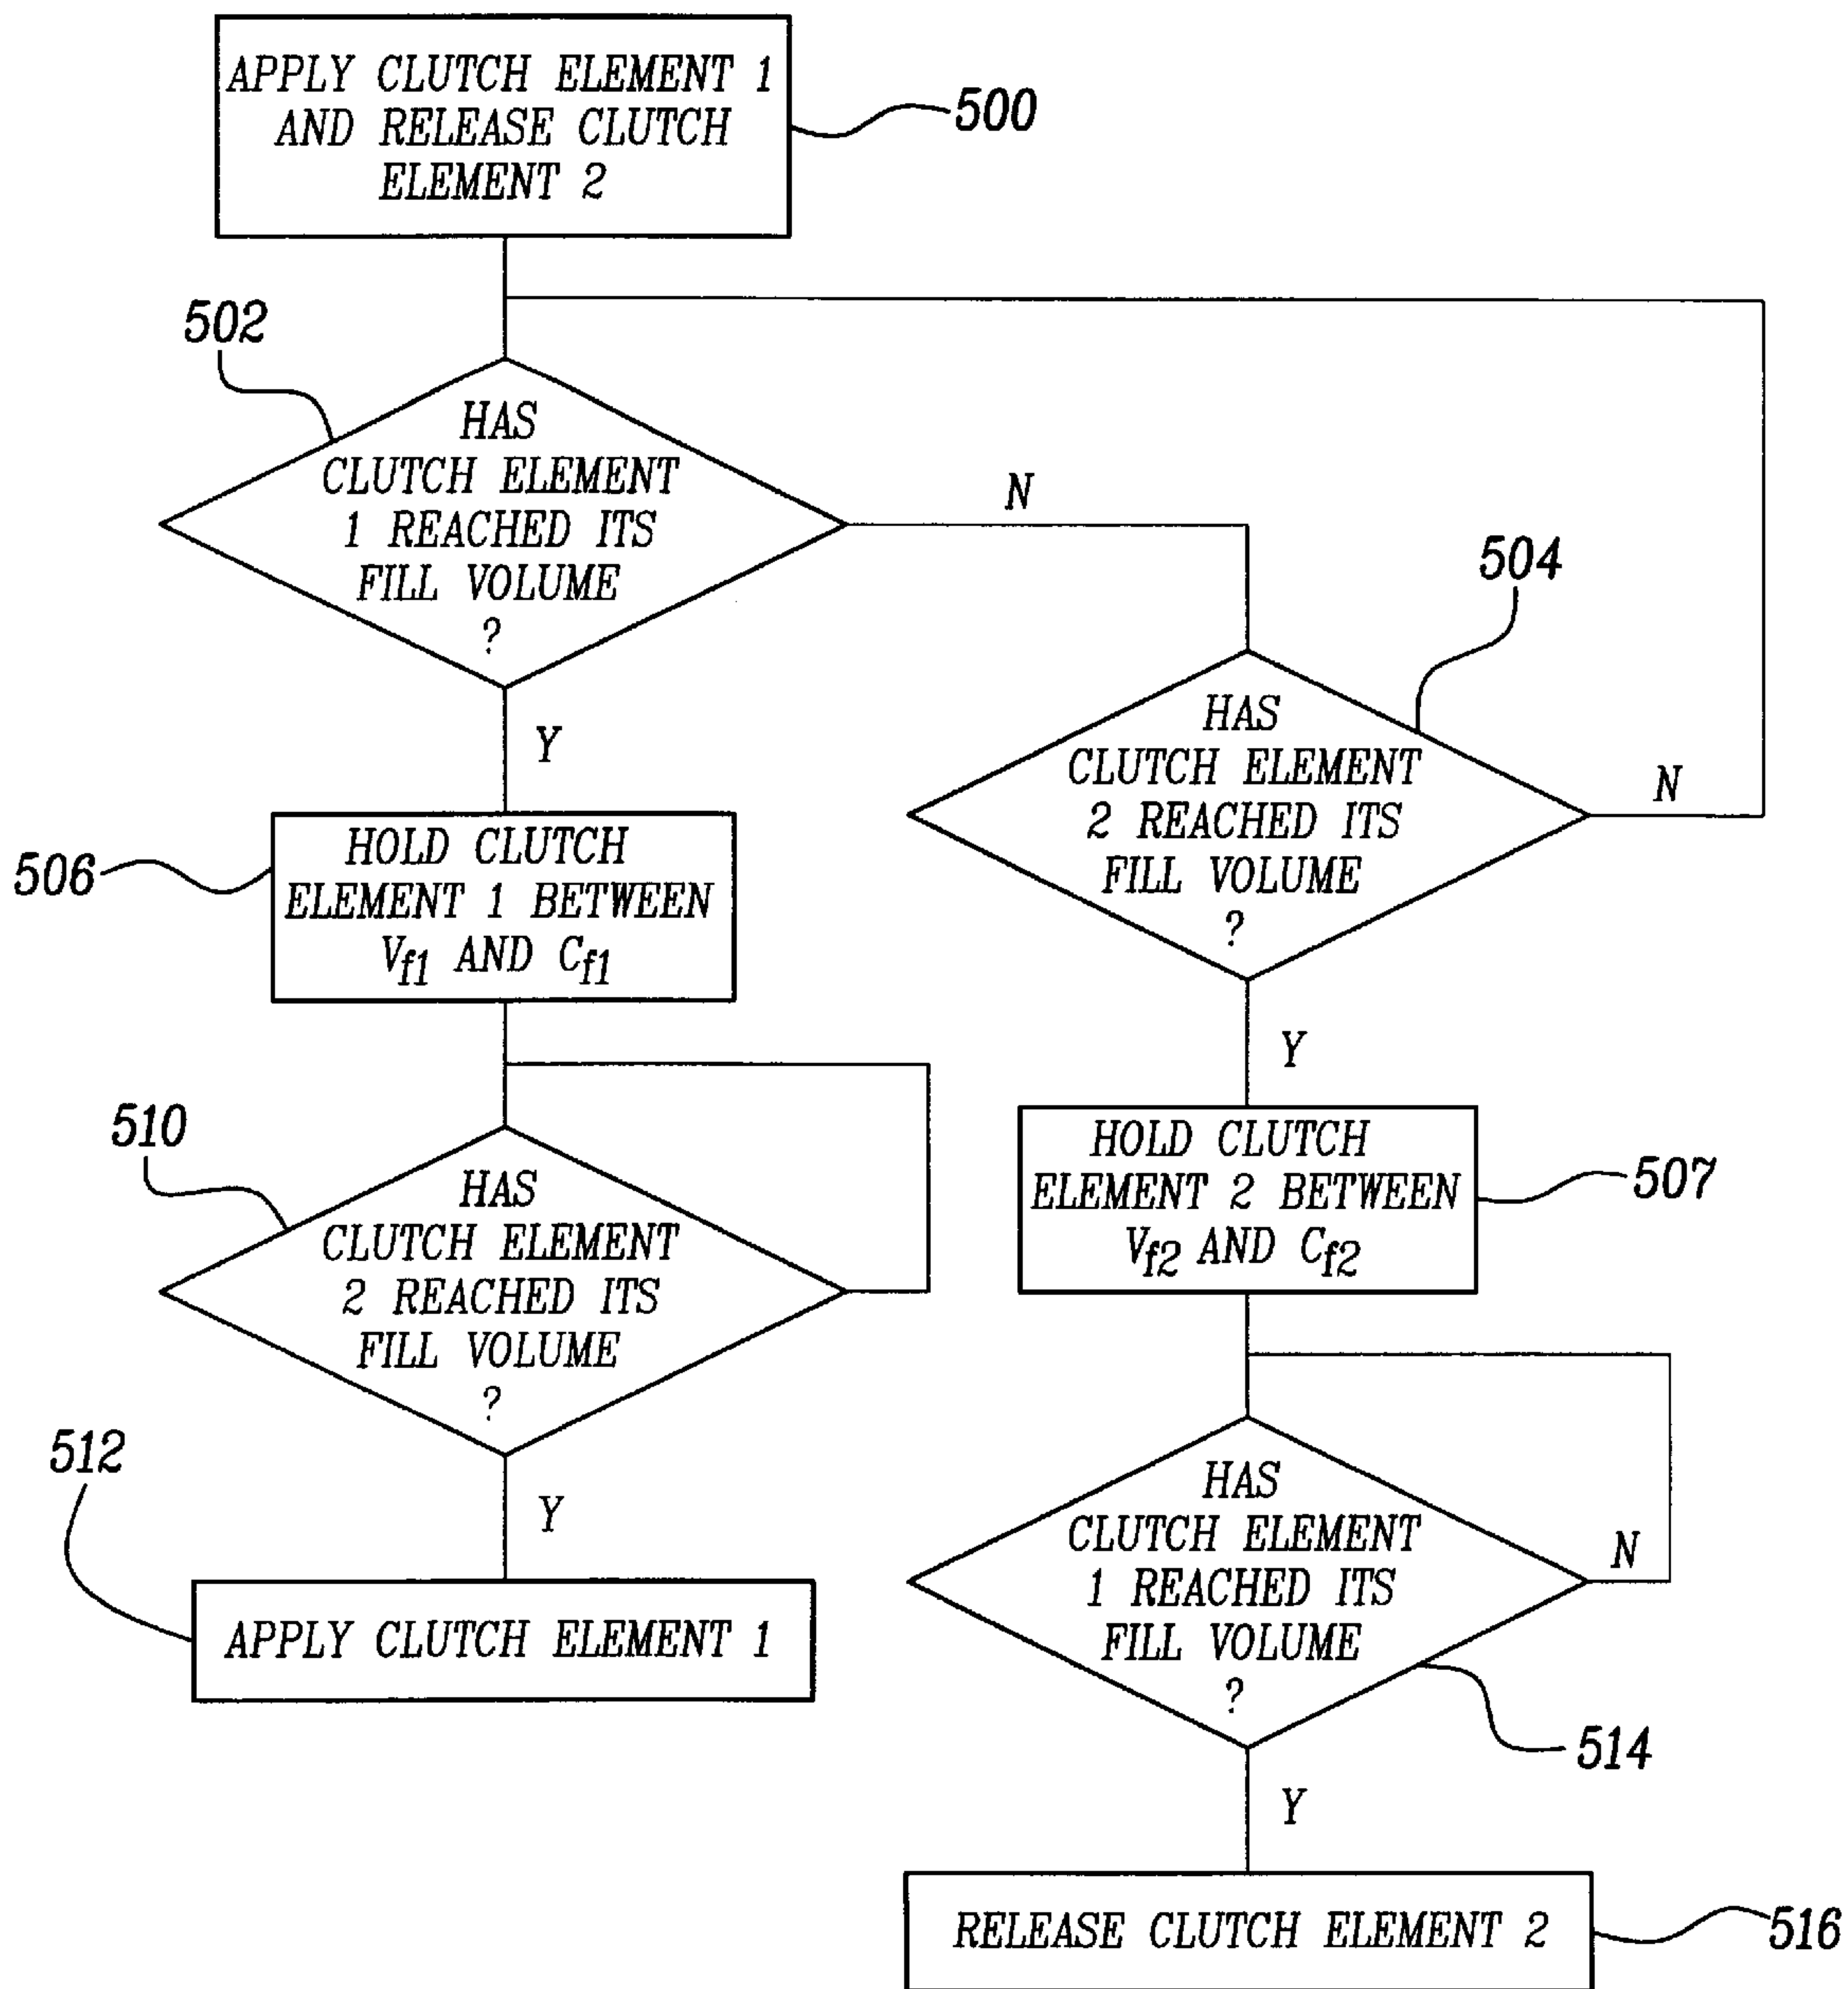 APPLY CLUTCH ELEMENT 1
AND RELEASE CLUTCH
ELEMENT 2
500
502
HAS
CLUTCH ELEMENT
1 REACHED ITS
FILL VOLUME
?
N
504
HAS
CLUTCH ELEMENT
2 REACHED ITS
FILL VOLUME
?
N
Y
506
HOLD CLUTCH
ELEMENT 1 BETWEEN
Vf1 AND Cf1
Y
507
HOLD CLUTCH
ELEMENT 2 BETWEEN
Vf2 AND Cf2
510
HAS
CLUTCH ELEMENT
2 REACHED ITS
FILL VOLUME
?
Y
512
APPLY CLUTCH ELEMENT 1
HAS
CLUTCH ELEMENT
1 REACHED ITS
FILL VOLUME
?
N
514
Y
RELEASE CLUTCH ELEMENT 2
516